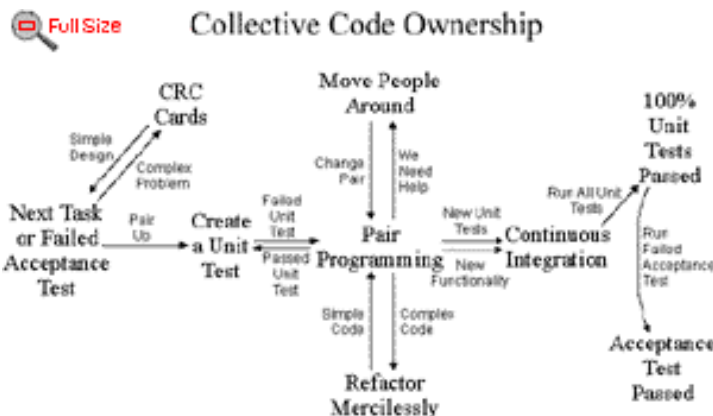 Full Size
Collective Code Ownership
CRC
Cards
Simple
Design
Complex
Problem
Move People
Around
Change
Pair
We
Need
Help
100%
Unit
Tests
Passed
Next Task
or Failed
Acceptance
Test
Pair
Up
Create
a Unit
Test
Failed
Unit
Test
Passed
Unit
Test
Pair
Programming
New Unit
Tests
New
Functionality
Continuous
Integration
Run All Unit
Tests
Run
Failed
Acceptance
Test
Simple
Code
Complex
Code
Refactor
Mercilessly
Acceptance
Test
Passed